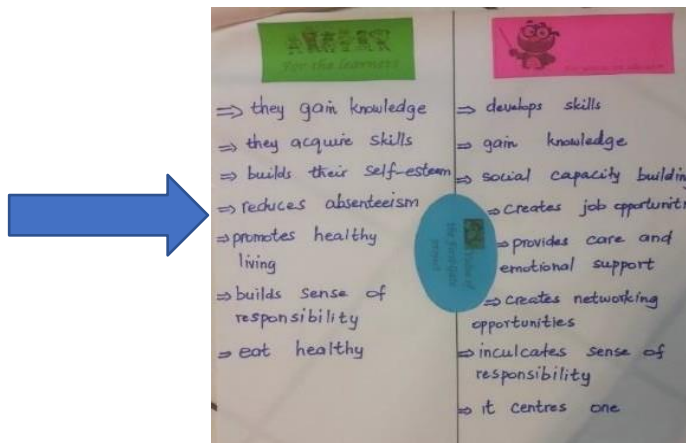 For the learners
⇒ they gain knowledge
⇒ they acquire skills
⇒ builds their self-esteem
⇒ reduces absenteeism
⇒ promotes healthy
living
⇒ builds sense of
responsibility
⇒ eat healthy
⇒ develops skills
⇒ gain knowledge
⇒ social capacity building
⇒ creates job opportuniti
⇒ provides care and
emotional support
⇒ creates networking
opportunities
⇒ inculcates sense of
responsibility
⇒ it centres one